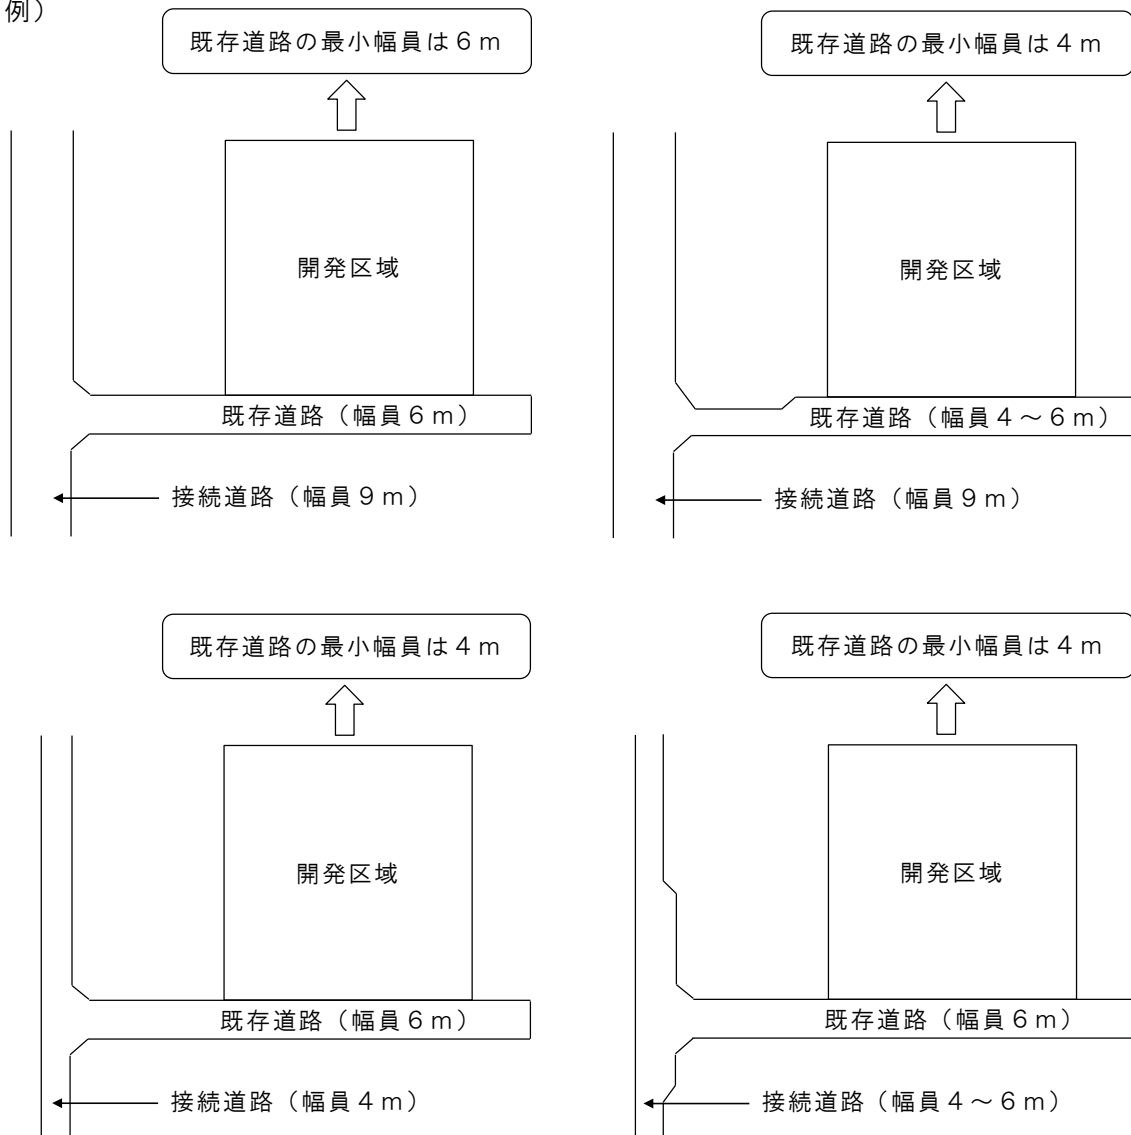 例）
既存道路の最小幅員は６ｍ
開発区域
既存道路（幅員６ｍ）
接続道路（幅員９ｍ）
既存道路の最小幅員は４ｍ
開発区域
既存道路（幅員４～６ｍ）
接続道路（幅員９ｍ）
既存道路の最小幅員は４ｍ
開発区域
既存道路（幅員６ｍ）
接続道路（幅員４ｍ）
既存道路の最小幅員は４ｍ
開発区域
既存道路（幅員６ｍ）
接続道路（幅員４～６ｍ）